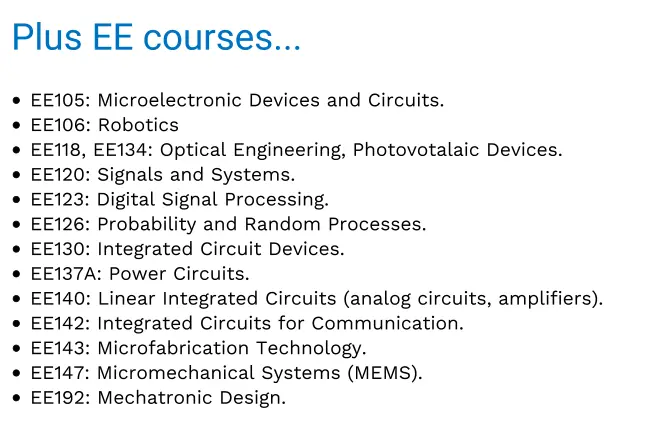 Plus EE courses...
• EE105: Microelectronic Devices and Circuits.
• EE106: Robotics
• EE118, EE134: Optical Engineering, Photovotalaic Devices.
• EE120: Signals and Systems.
• EE123: Digital Signal Processing.
• EE126: Probability and Random Processes.
• EE130: Integrated Circuit Devices.
• EE137A: Power Circuits.
• EE140: Linear Integrated Circuits (analog circuits, amplifiers).
• EE142: Integrated Circuits for Communication.
• EE143: Microfabrication Technology.
• EE147: Micromechanical Systems (MEMS).
• EE192: Mechatronic Design.